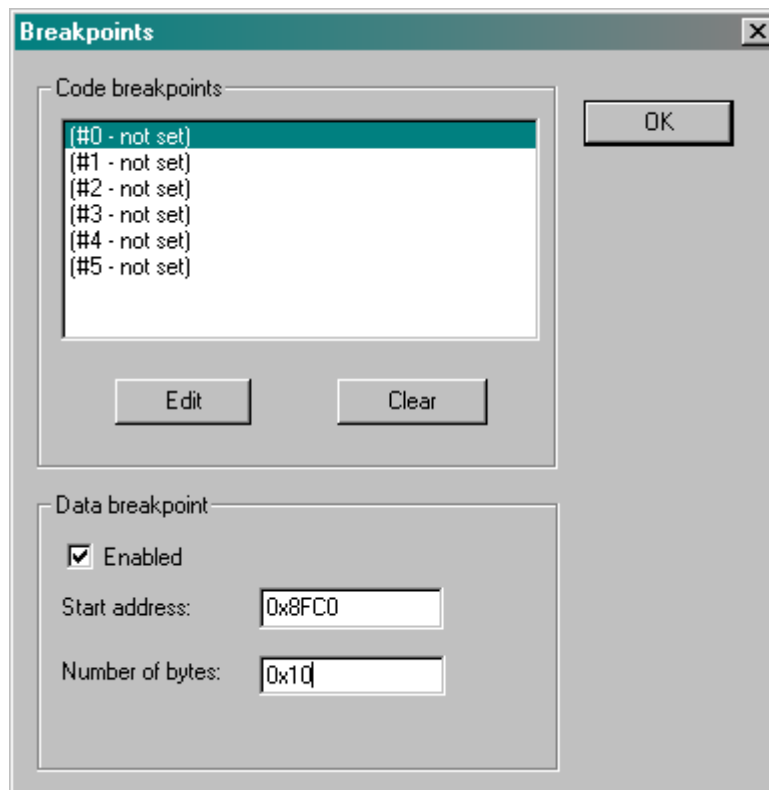 Breakpoints
Code breakpoints
OK
(#0 - not set)
(#1 - not set)
(#2 - not set)
(#3 - not set)
(#4 - not set)
(#5 - not set)
Edit Clear
Data breakpoint
Enabled
Start address: 0x8FC0
Number of bytes: 0x10